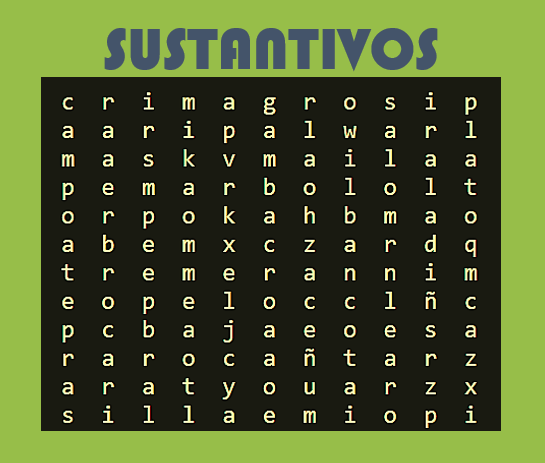 SUSTANTIVOS
c r i m a g r o s i p
a a r i p a l w a r l
m a s k v m a i l a a
p e m a r b o l o l t
o r p o k a h b m a o
a b e m x c z a r d q
t r e m e r a n n i m
e o p e l o c c l ñ c
p c b a j a e o e s a
r a r o c a ñ t a r z
a r a t y o u a r z x
s i l l a e m i o p i